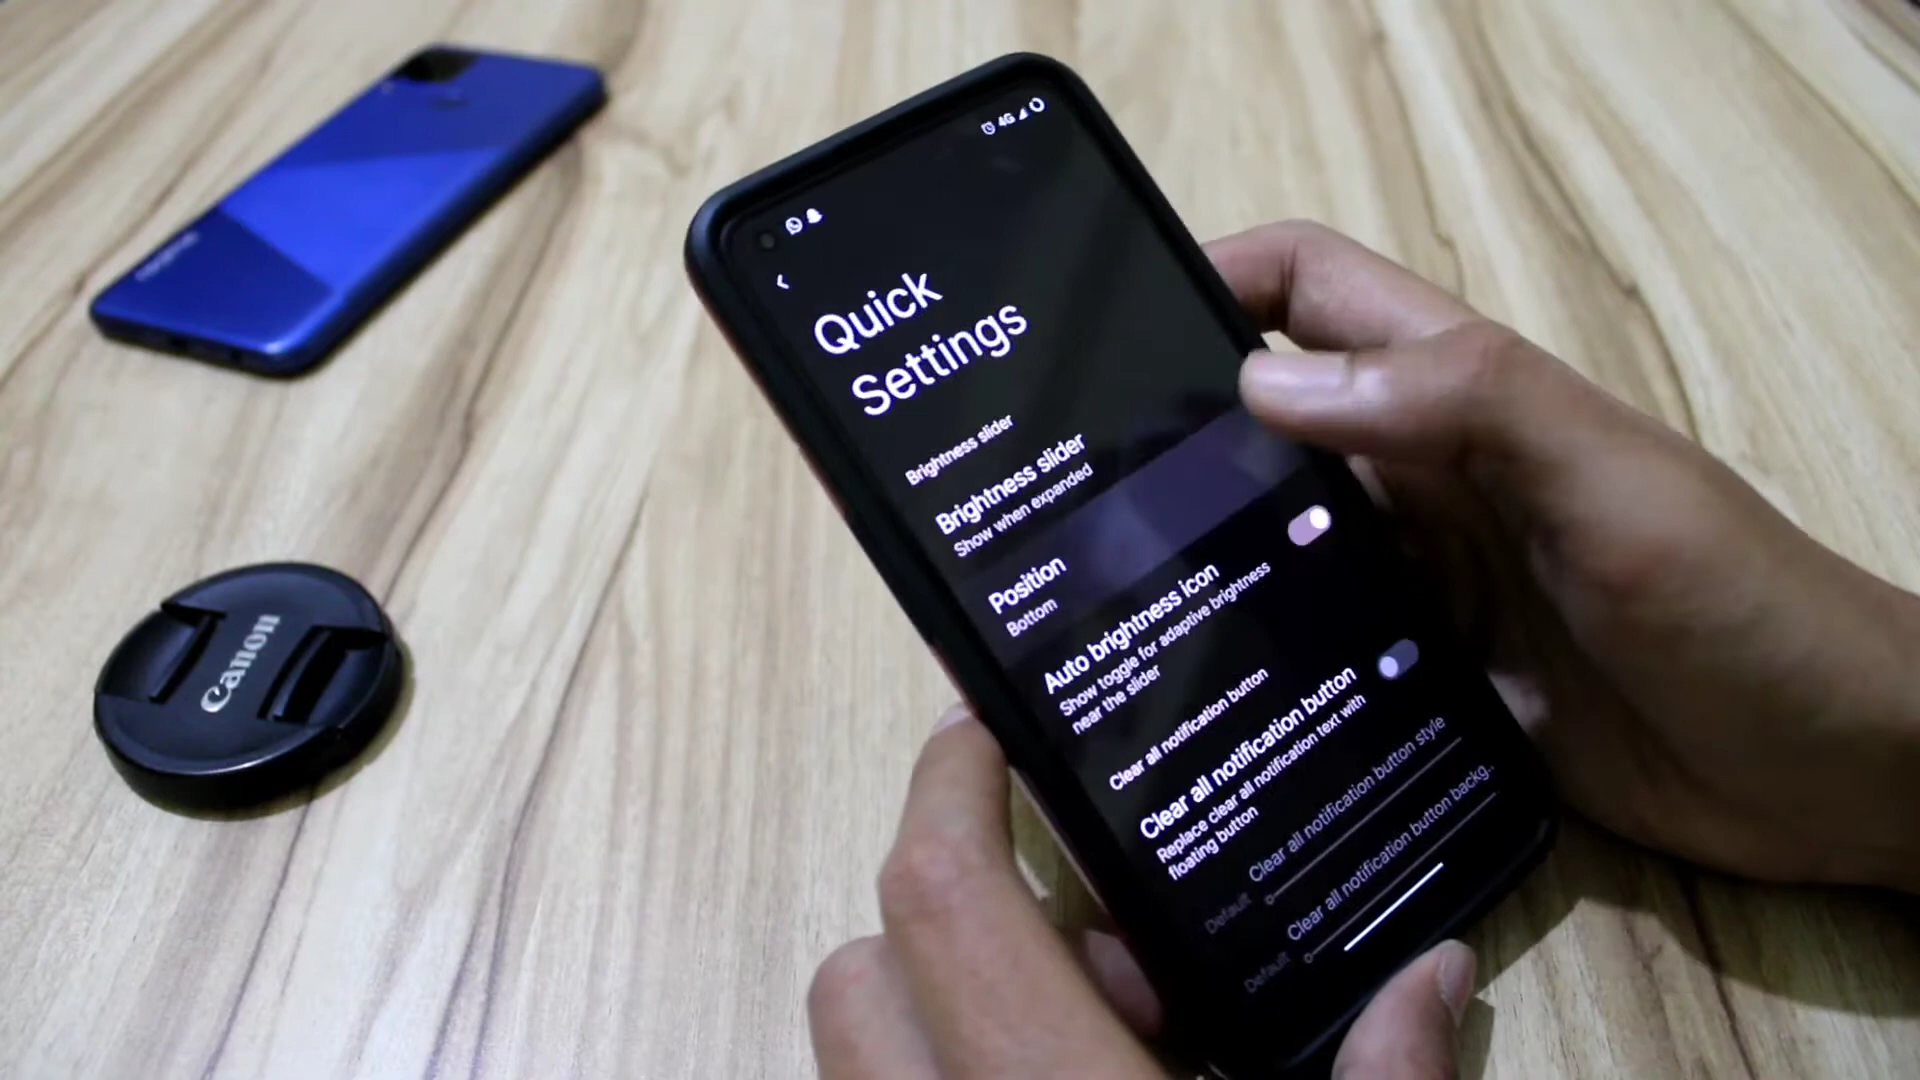 4G
Quick
Settings
Brightness slider
Brightness slider
Show when expanded
Position
Bottom
Auto brightness icon
Show toggle for adaptive brightness
near the slider
Clear all notification button
Clear all notification button
Replace clear all notification text with
floating button
Clear all notification button style
Default
Clear all notification button backg..
Default
Canon